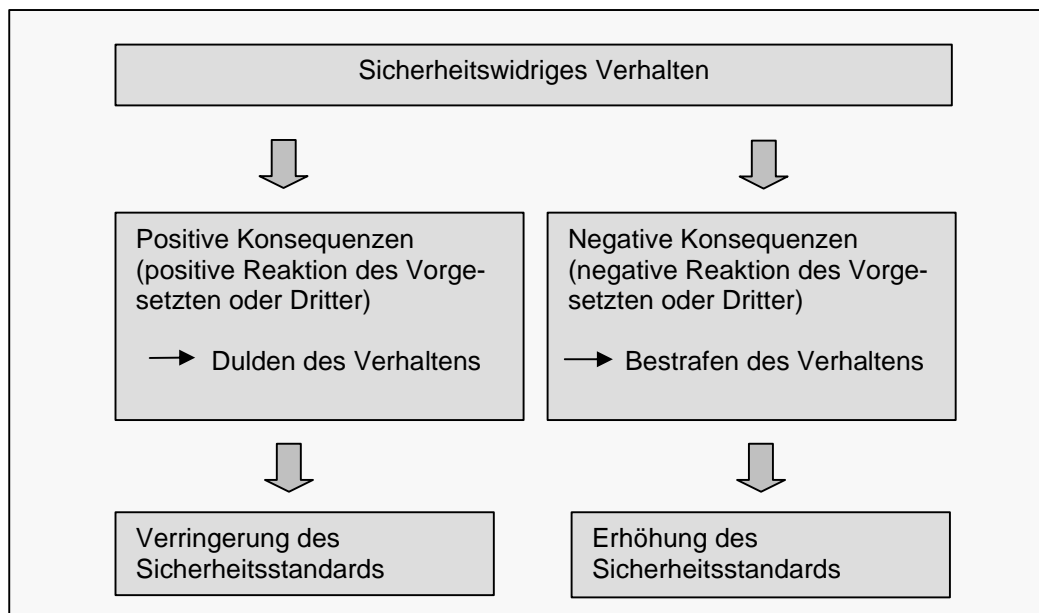 Sicherheitswidriges Verhalten
Positive Konsequenzen
(positive Reaktion des Vorge-
setzten oder Dritter)
Dulden des Verhaltens
Negative Konsequenzen
(negative Reaktion des Vorge-
setzten oder Dritter)
Bestrafen des Verhaltens
Verringerung des
Sicherheitsstandards
Erhöhung des
Sicherheitsstandards